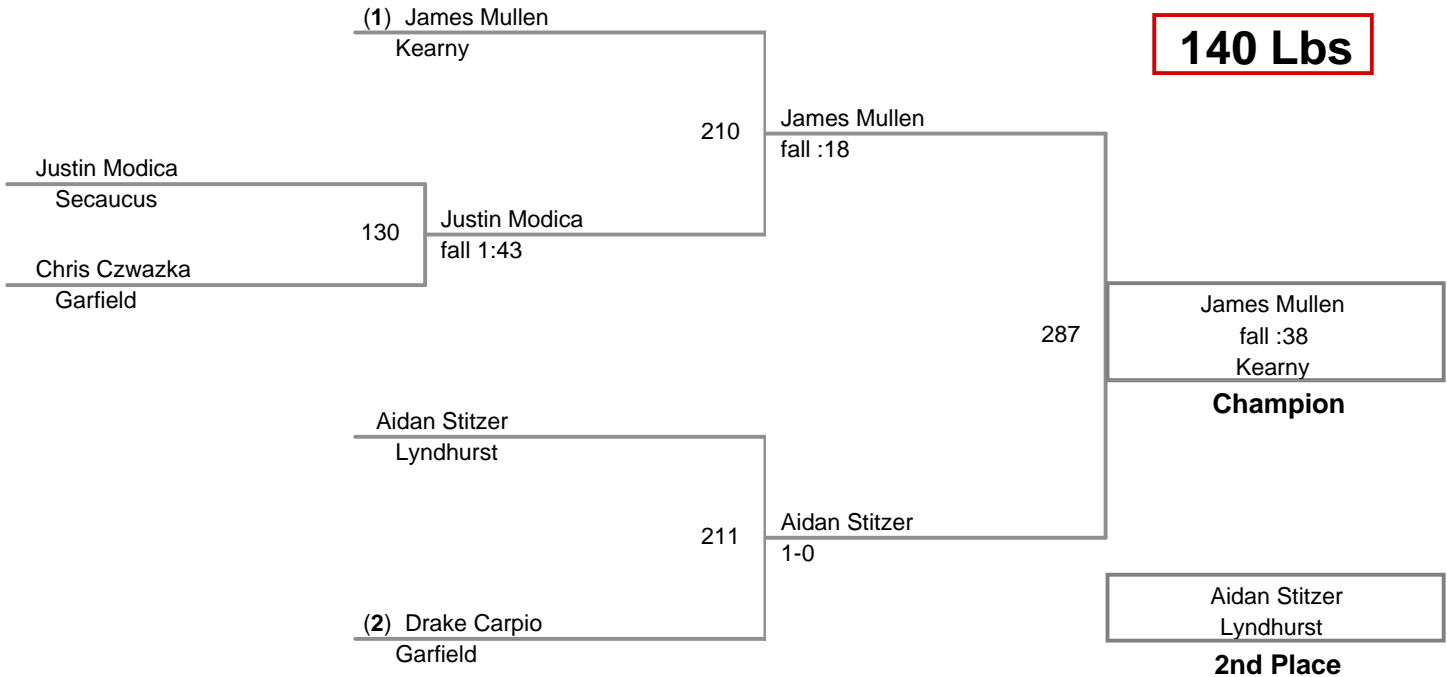 (1) James Mullen
Kearny
140 Lbs
210
James Mullen
fall :18
Justin Modica
Secaucus
130
Justin Modica
fall 1:43
Chris Czwazka
Garfield
287
James Mullen
fall :38
Kearny
Champion
Aidan Stitzer
Lyndhurst
211
Aidan Stitzer
1-0
(2) Drake Carpio
Garfield
Aidan Stitzer
Lyndhurst
2nd Place